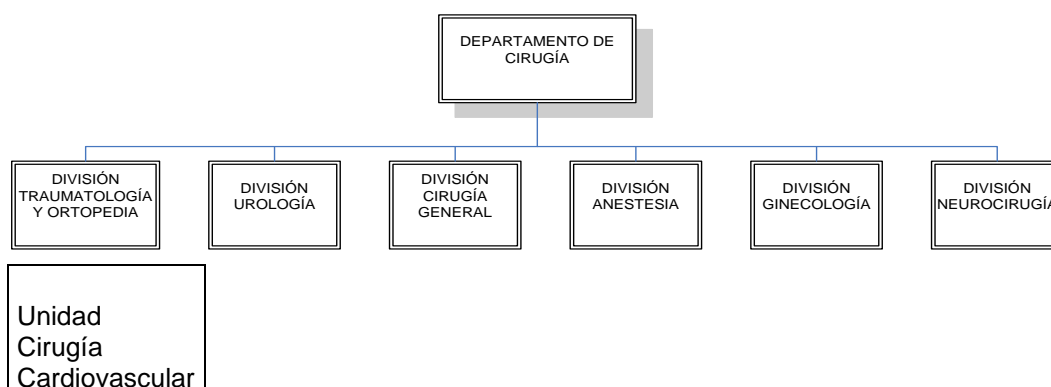 DEPARTAMENTO DE
CIRUGÍA
DIVISIÓN
TRAUMATOLOGÍA
Y ORTOPEDIA
DIVISIÓN
UROLOGÍA
DIVISIÓN
CIRUGÍA
GENERAL
DIVISIÓN
ANESTESIA
DIVISIÓN
GINECOLOGÍA
DIVISIÓN
NEUROCIRUGÍA
Unidad
Cirugía
Cardiovascular